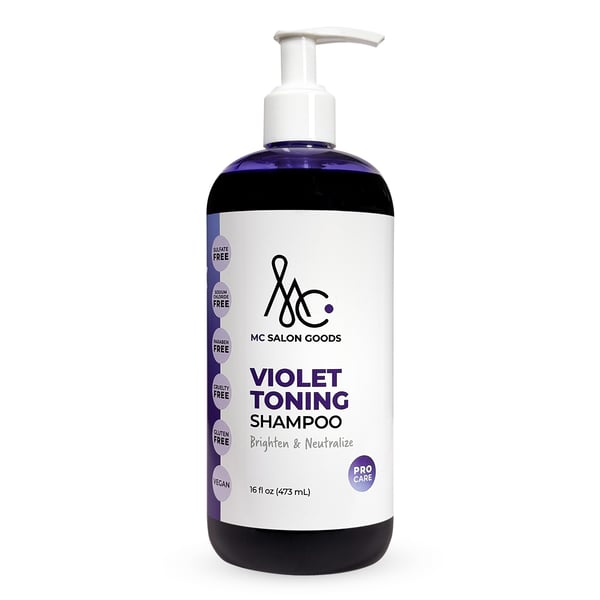 SULFATE
FREE
SODIUM
CHLORIDE
FREE
PARABEN
FREE
CRUELTY
FREE
GLUTEN
FREE
VEGAN
MC
MC SALON GOODS
VIOLET
TONING
SHAMPOO
Brighten & Neutralize
PRO
CARE
16 fl oz (473 mL)